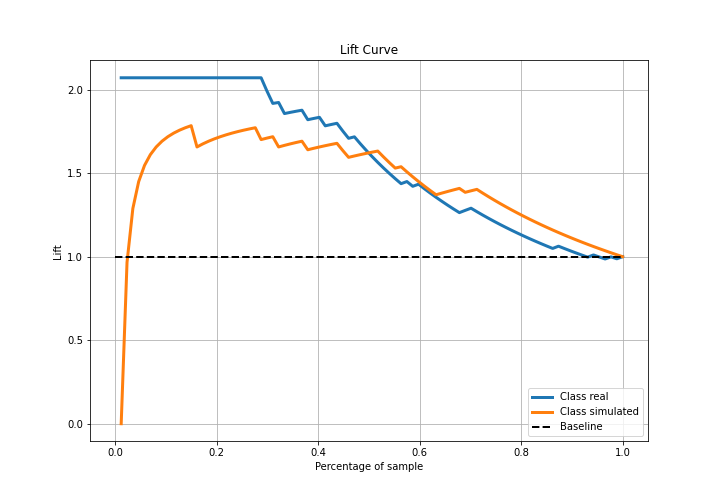 Lift Curve
2.0
1.5
1.0
0.5
0.0
Lift
0.0 0.2 0.4 0.6 0.8 1.0
Percentage of sample
Class real
Class simulated
Baseline